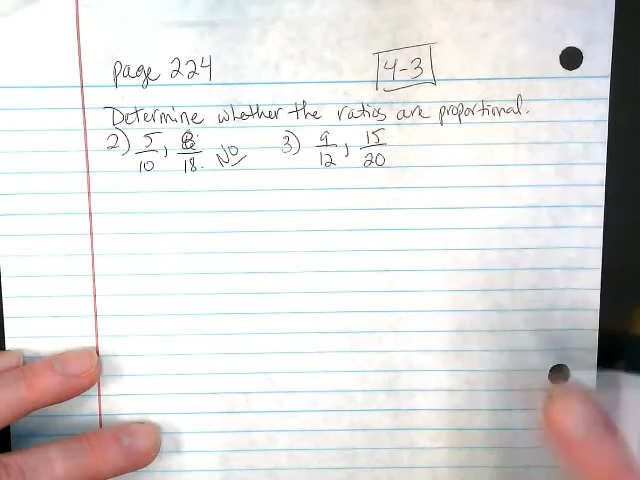 page 224 4-3
Determine whether the ratios are proportional.
2) 5/10, 8/18. No 3) 9/12, 15/20